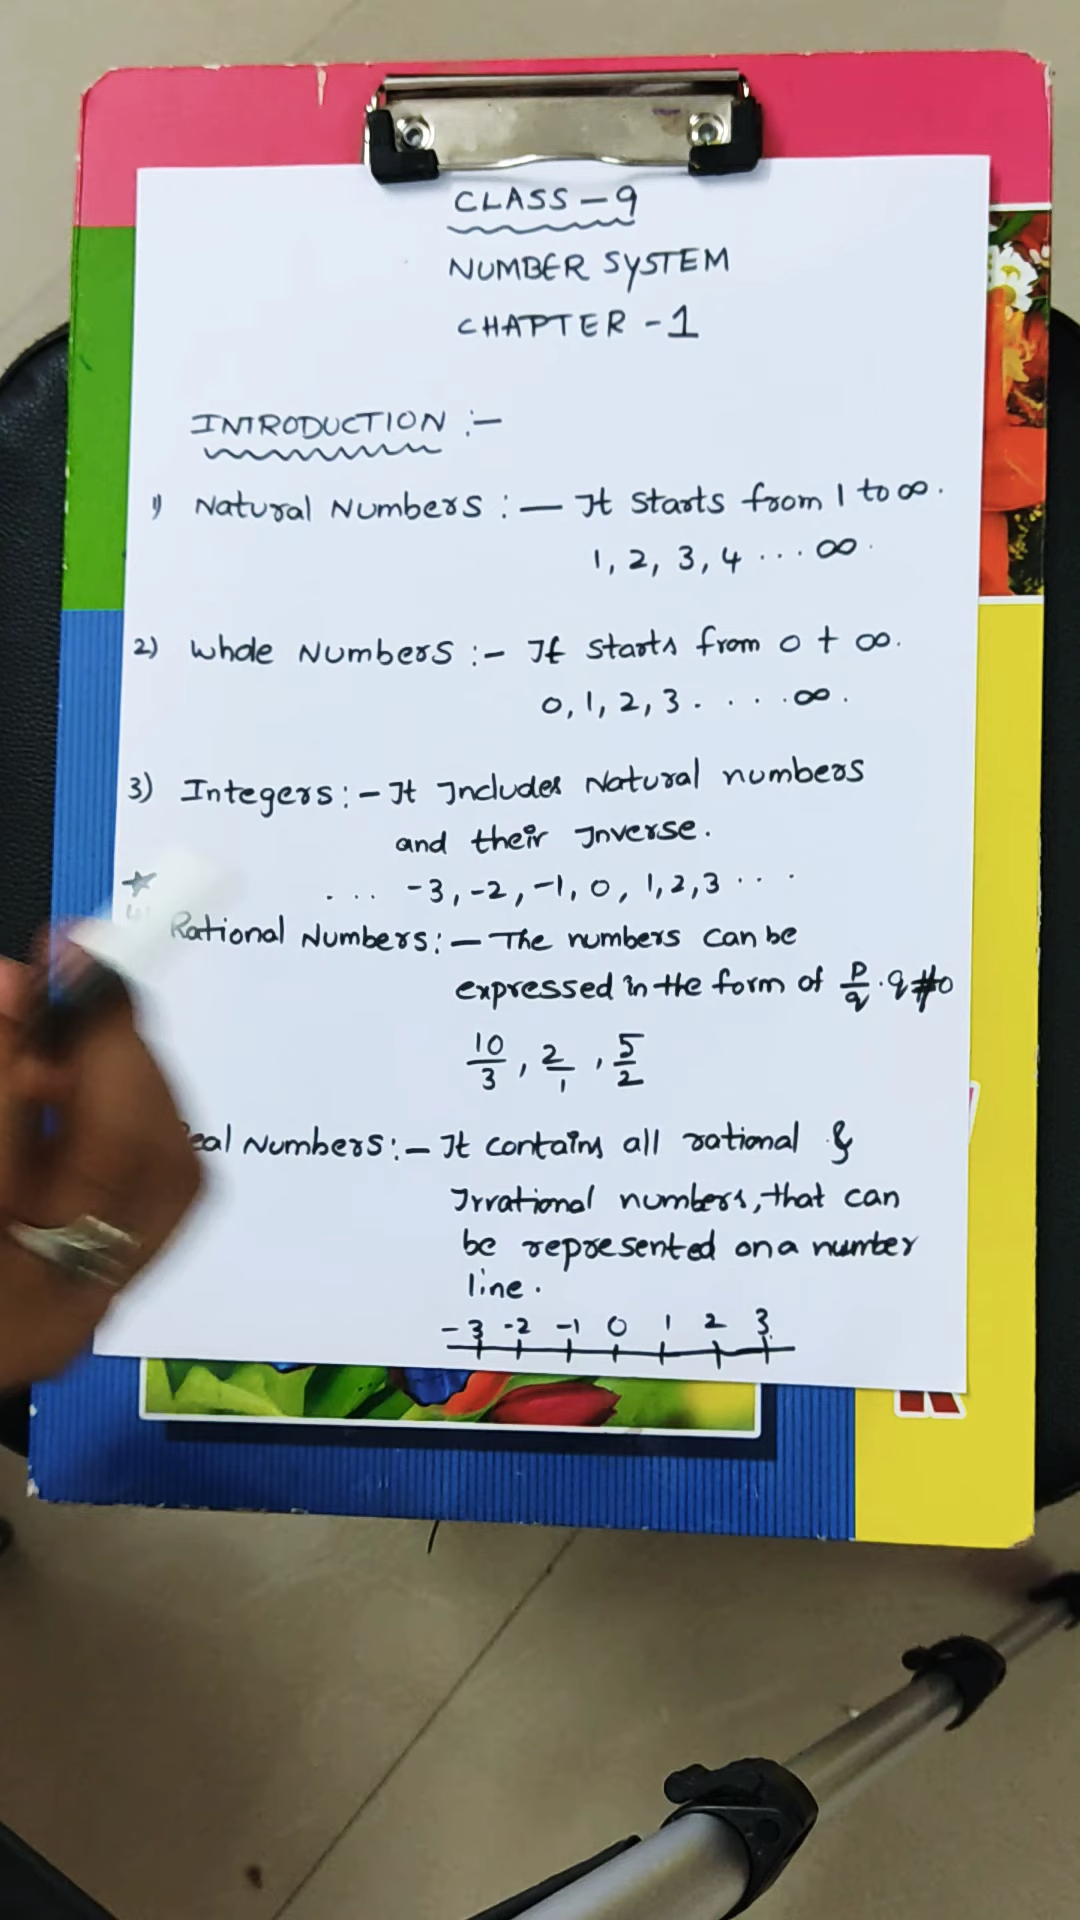 CLASS - 9
NUMBER SYSTEM
CHAPTER - 1
INTRODUCTION :-
1) Natural Numbers :- It starts from 1 to ∞.
1, 2, 3, 4 ... ∞.
2) Whole Numbers :- It starts from 0 + ∞.
0, 1, 2, 3 . . . . ∞.
3) Integers :- It Includes Natural numbers
and their Inverse.
. . . -3, -2, -1, 0, 1, 2, 3 . . .
Rational Numbers :- The numbers can be
expressed in the form of p/q . q ≠ 0
10/3 , 2/1 , 5/2
Numbers :- It contains all rational &
Irrational numbers, that can
be represented on a number
line.
-3 -2 -1 0 1 2 3